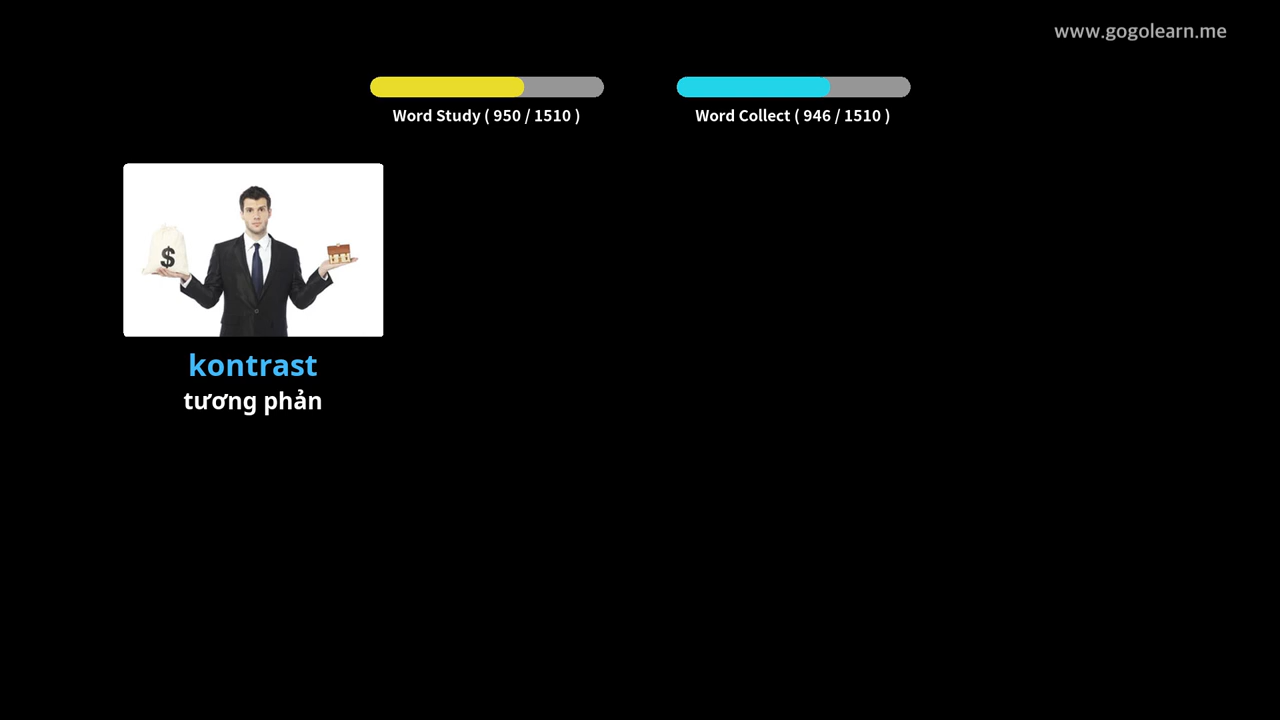 www.gogolearn.me
Word Study ( 950 / 1510 )
Word Collect ( 946 / 1510 )
$
kontrast
tương phản